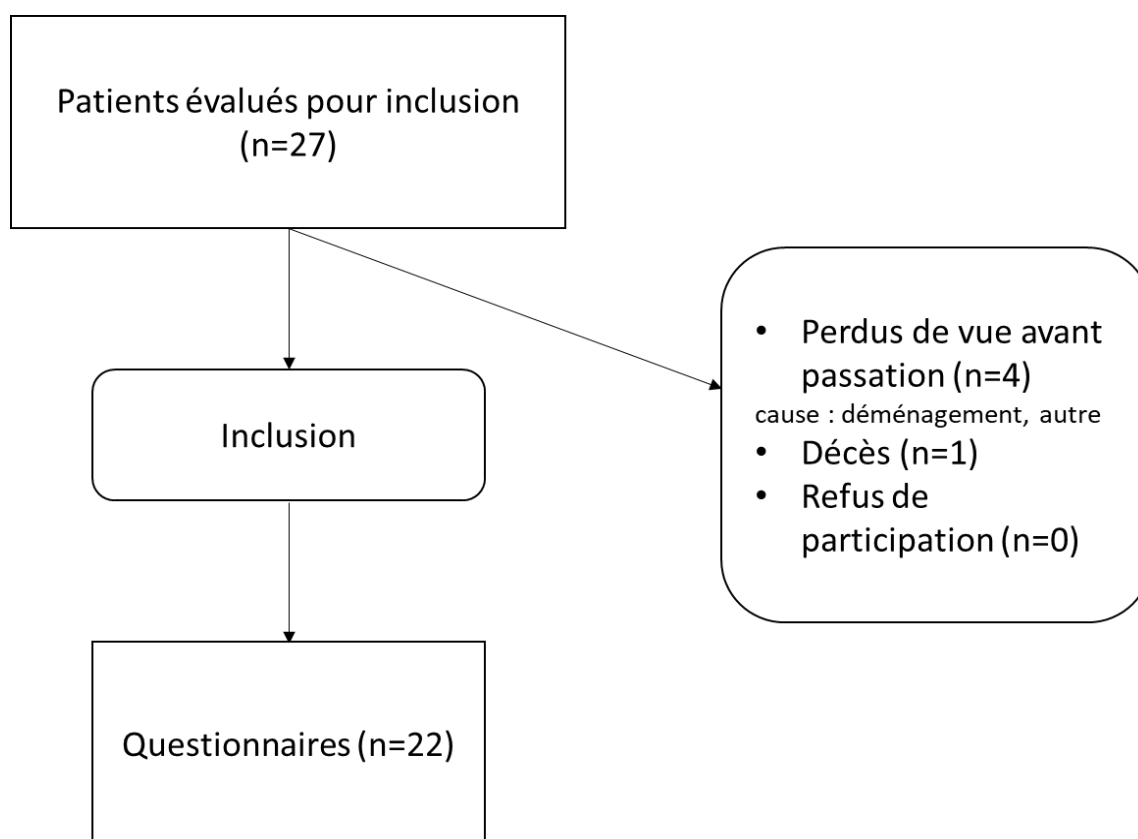 Patients évalués pour inclusion
(n=27)
Inclusion
Questionnaires (n=22)
• Perdus de vue avant
passation (n=4)
cause : déménagement, autre
• Décès (n=1)
• Refus de
participation (n=0)